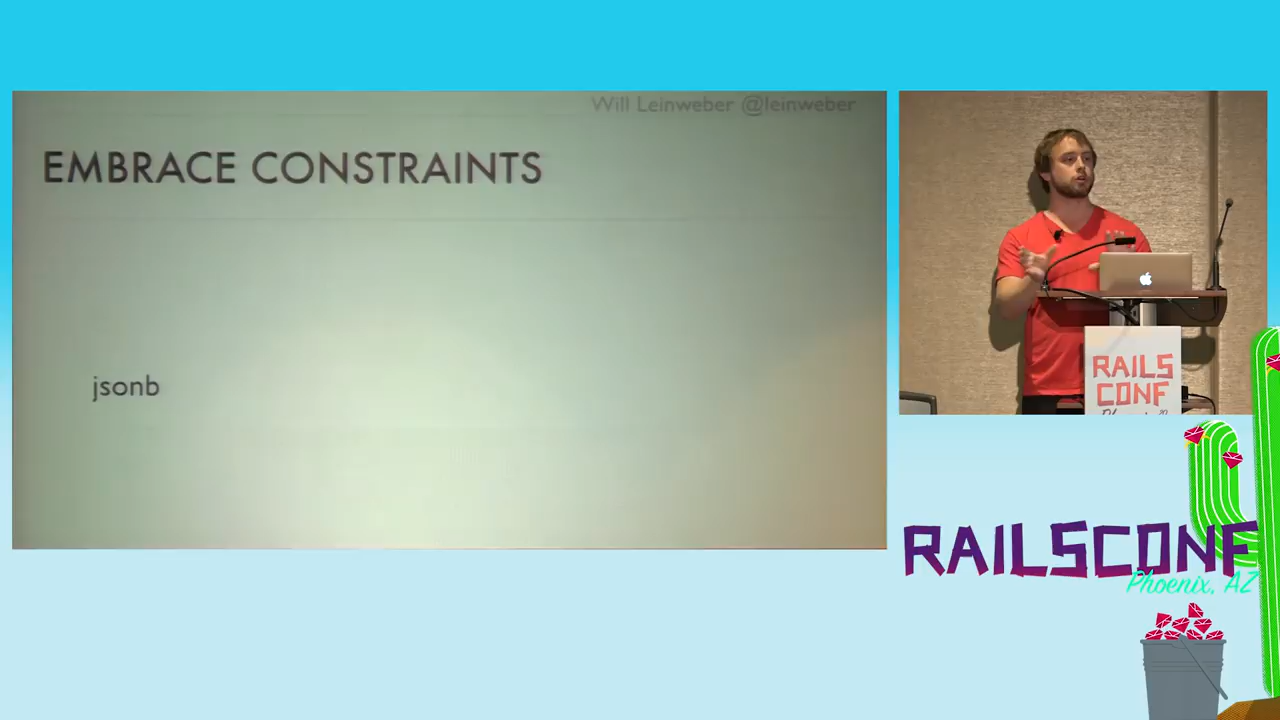 Will Leinweber @leinweber
EMBRACE CONSTRAINTS
jsonb
RAILS
CONF
RAILSCONF
Phoenix, AZ